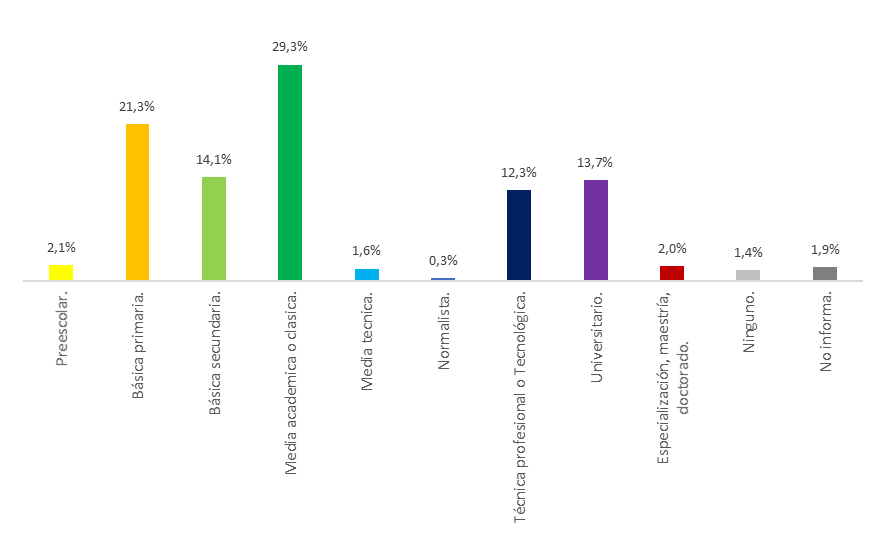 2,1%
21,3%
14,1%
29,3%
1,6%
0,3%
12,3%
13,7%
2,0%
1,4%
1,9%
Preescolar.
Básica primaria.
Básica secundaria.
Media academica o clasica.
Media tecnica.
Normalista.
Técnica profesional o Tecnológica.
Universitario.
Especialización, maestría,
doctorado.
Ninguno.
No informa.